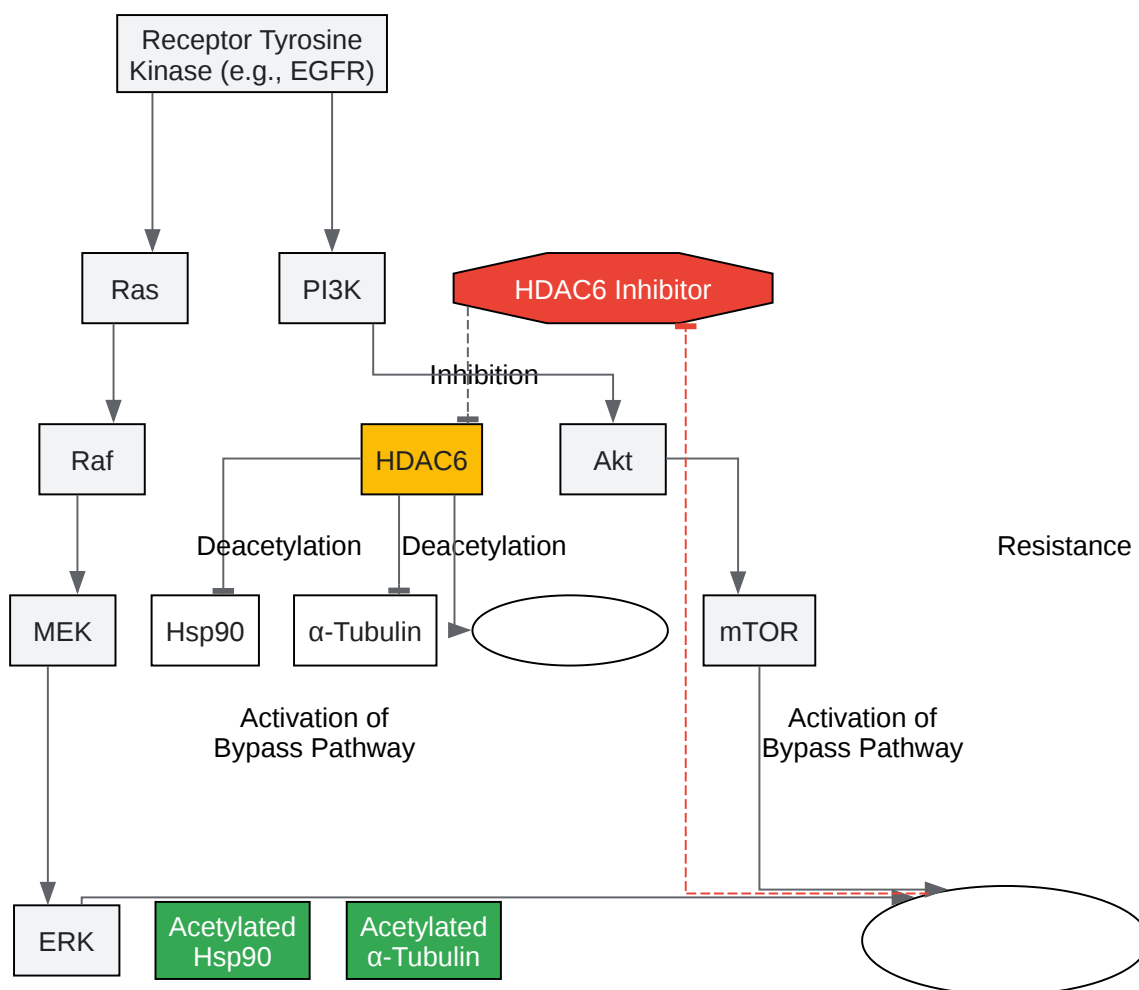 Receptor Tyrosine
Kinase (e.g., EGFR)
Ras
PI3K
HDAC6 Inhibitor
Inhibition
Raf
HDAC6
Akt
Deacetylation
Deacetylation
Resistance
MEK
Hsp90
α-Tubulin
mTOR
Activation of
Bypass Pathway
Activation of
Bypass Pathway
ERK
Acetylated
Hsp90
Acetylated
α-Tubulin